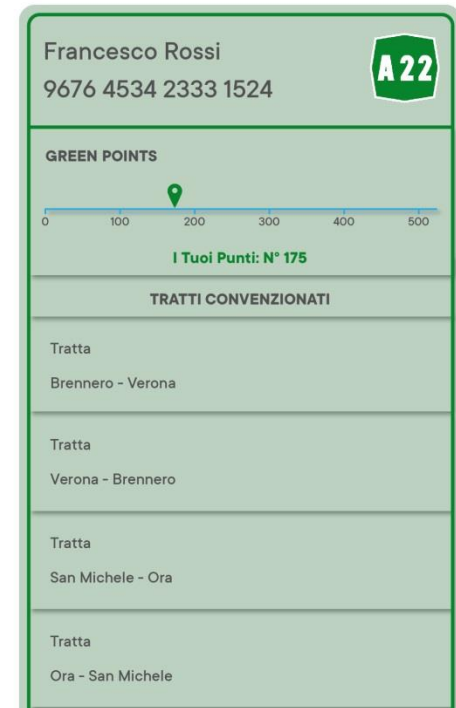 Francesco Rossi
9676 4534 2333 1524
A22
GREEN POINTS
0 100 200 300 400 500
I Tuoi Punti: N° 175
TRATTI CONVENZIONATI
Tratta
Brennero - Verona
Tratta
Verona - Brennero
Tratta
San Michele - Ora
Tratta
Ora - San Michele